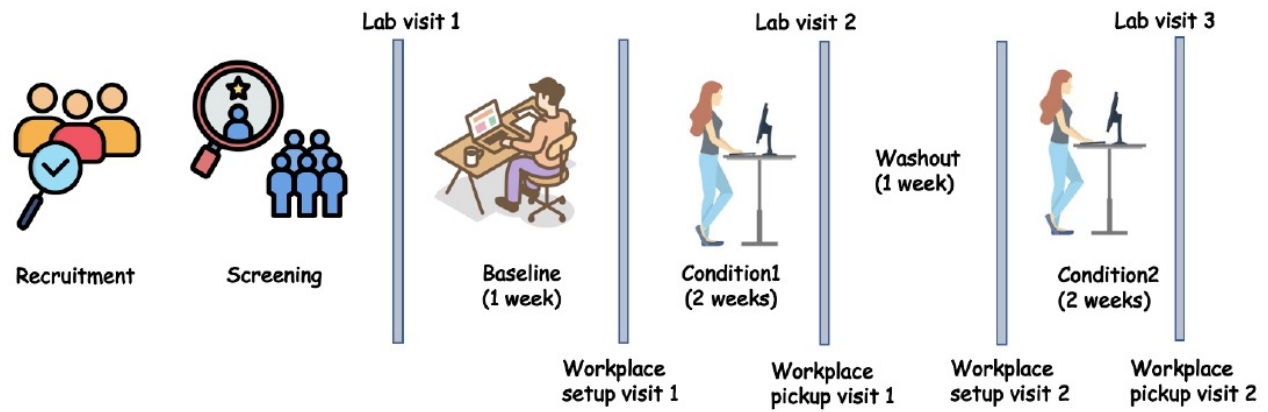 Lab visit 1
Lab visit 2
Lab visit 3
Washout
(1 week)
Recruitment
Screening
Baseline
(1 week)
Condition1
(2 weeks)
Condition2
(2 weeks)
Workplace
setup visit 1
Workplace
pickup visit 1
Workplace
setup visit 2
Workplace
pickup visit 2